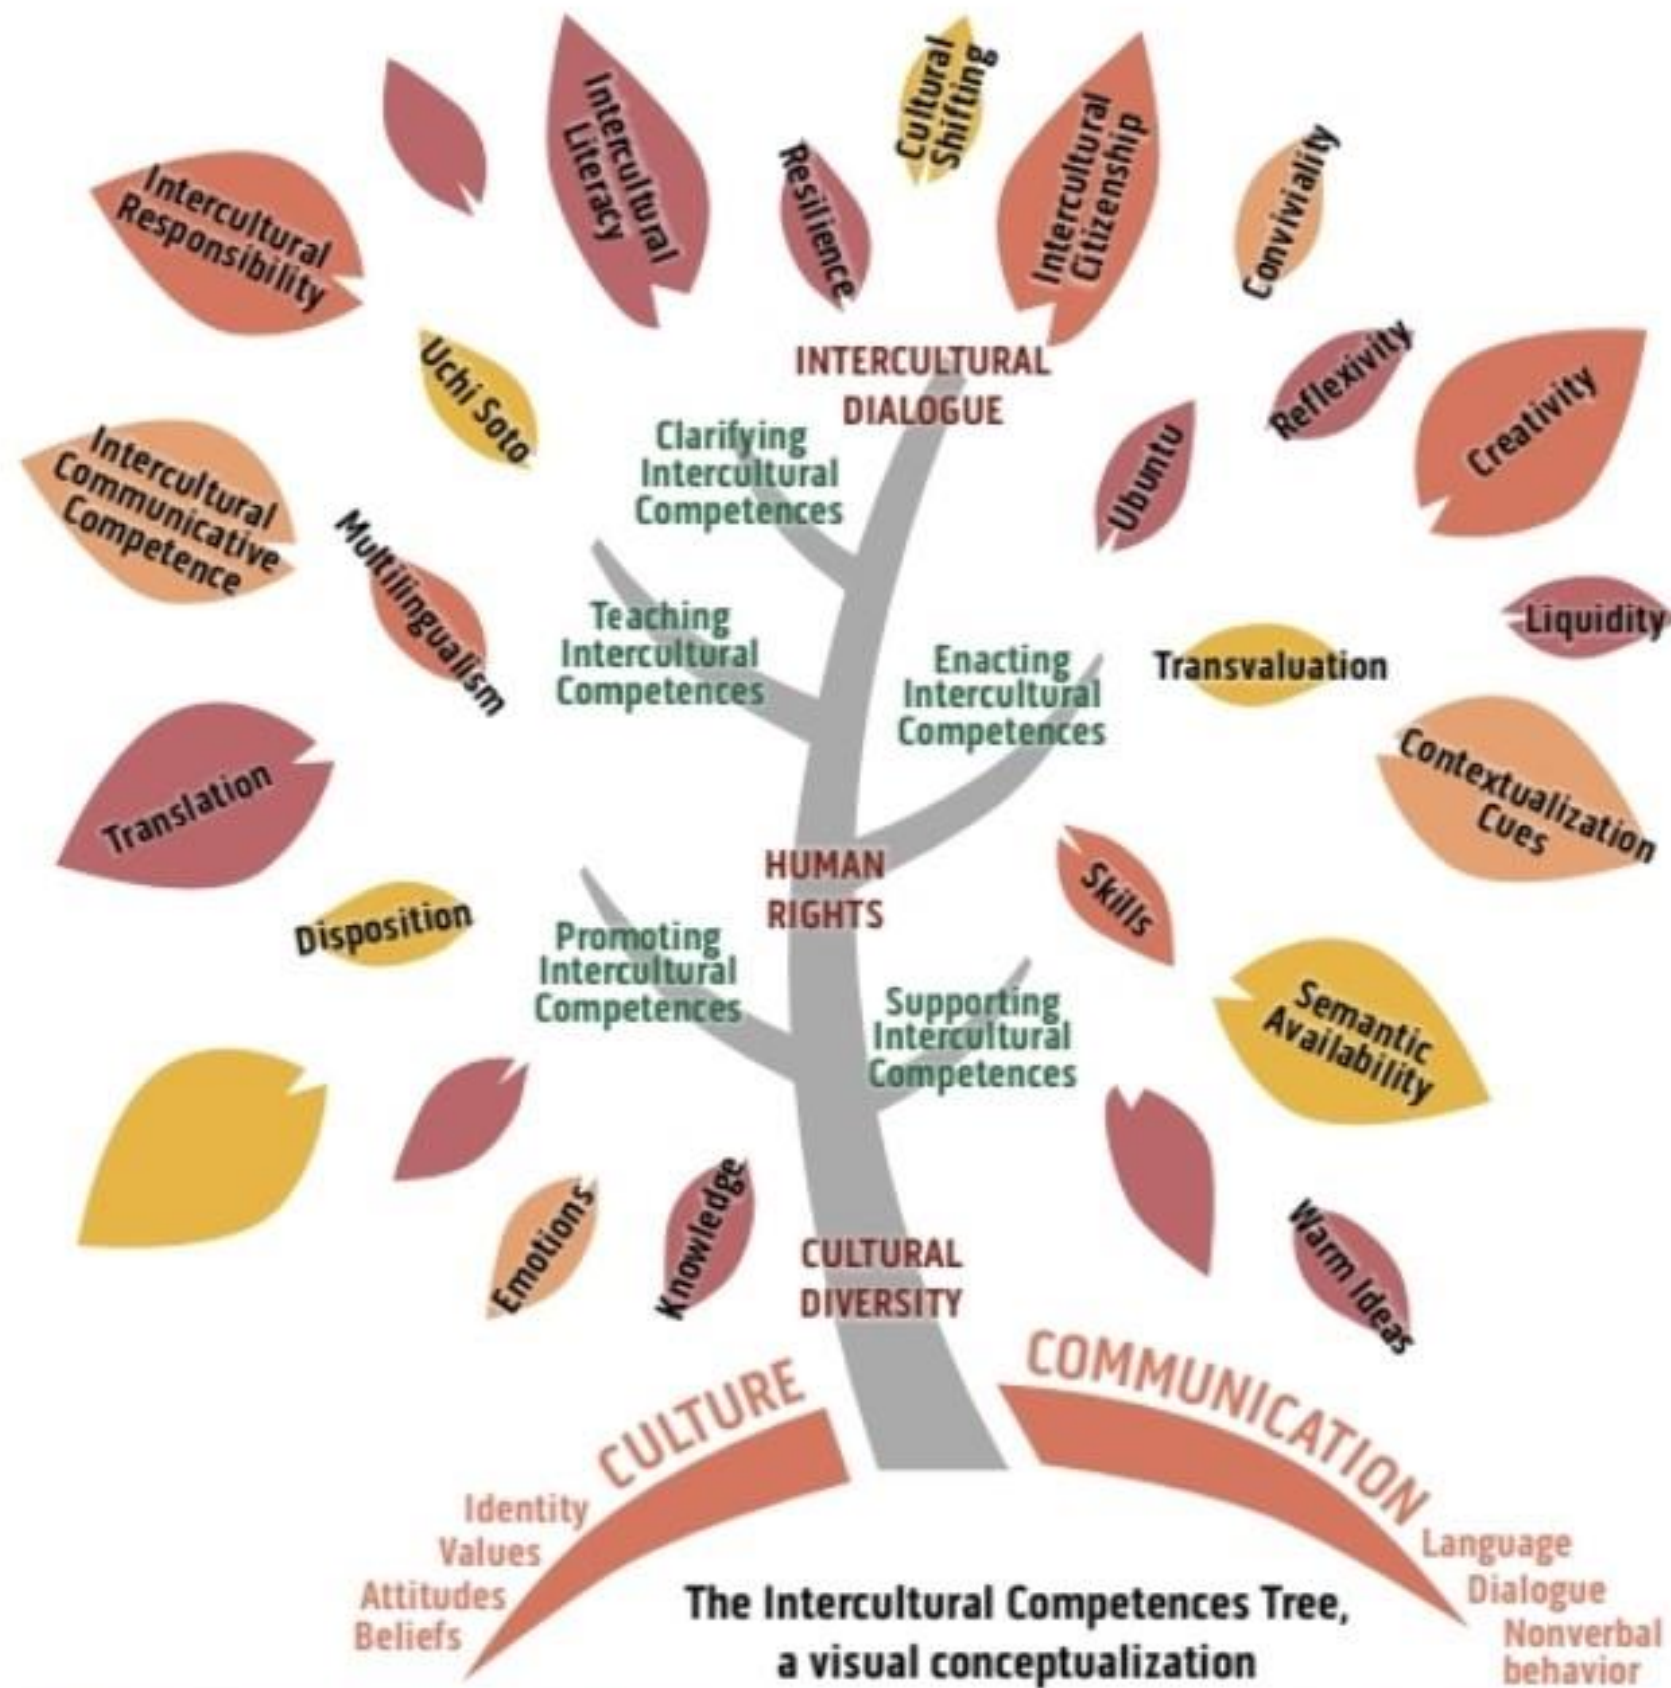 Cultural
Shifting
Intercultural
Literacy
Intercultural
Citizenship
Resilience
Conviviality
Intercultural
Responsibility
Uchi Soto
INTERCULTURAL
DIALOGUE
Reflexivity
Creativity
Clarifying
Intercultural
Competences
Ubuntu
Intercultural
Communicative
Competence
Multilingualism
Teaching
Intercultural
Competences
Enacting
Intercultural
Competences
Transvaluation
Liquidity
Translation
Contextualization
Cues
HUMAN
RIGHTS
Skills
Disposition
Promoting
Intercultural
Competences
Supporting
Intercultural
Competences
Semantic
Availability
Emotions
Knowledge
CULTURAL
DIVERSITY
Warm Ideas
CULTURE
COMMUNICATION
Identity
Values
Attitudes
Beliefs
Language
Dialogue
Nonverbal
behavior
The Intercultural Competences Tree,
a visual conceptualization